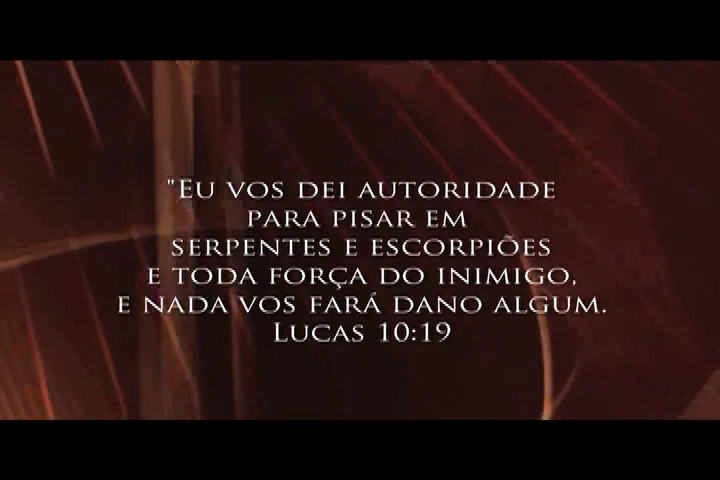 "Eu vos dei autoridade
para pisar em
serpentes e escorpiões
e toda força do inimigo,
e nada vos fará dano algum.
Lucas 10:19